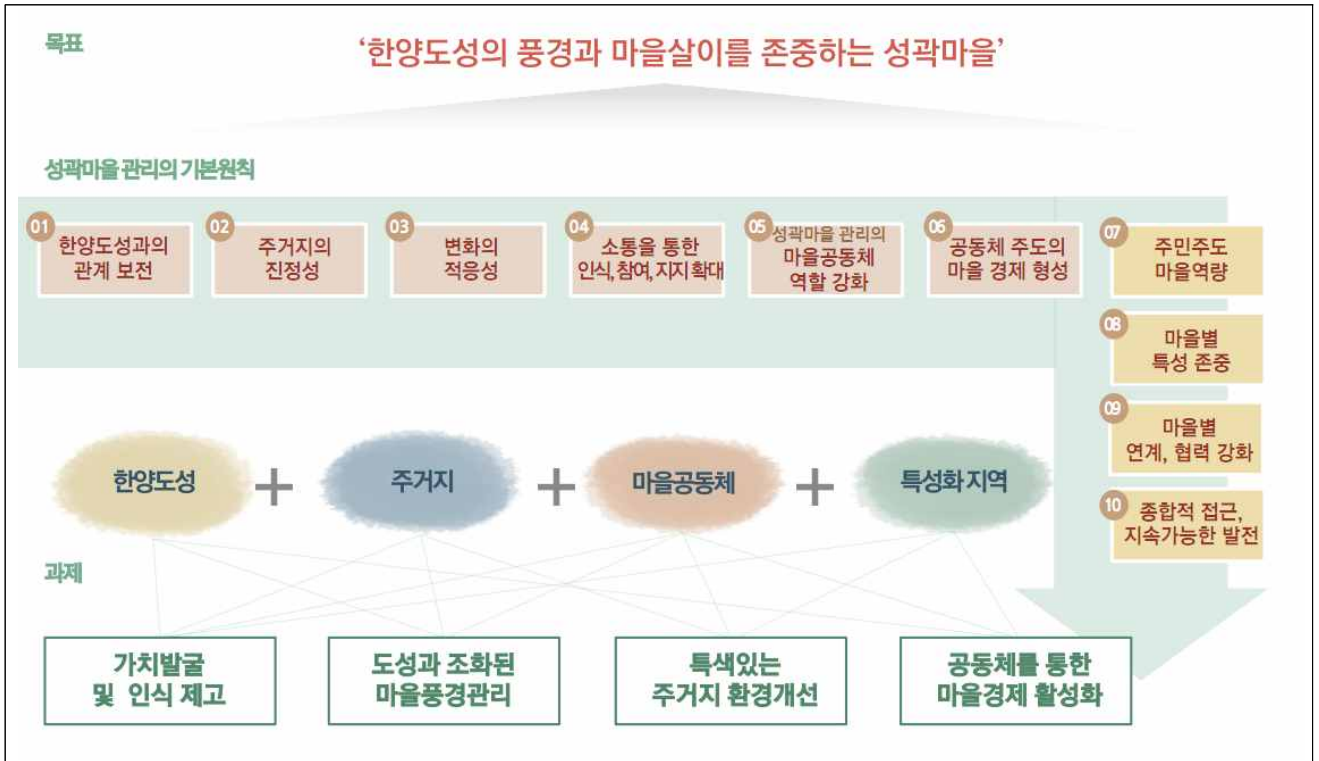 목표
‘한양도성의 풍경과 마을살이를 존중하는 성곽마을’
성곽마을 관리의 기본원칙
01
한양도성과의
관계 보전
02
주거지의
진정성
03
변화의
적응성
04
소통을 통한
인식, 참여, 지지 확대
05
성곽마을 관리의
마을공동체
역할 강화
06
공동체 주도의
마을 경제 형성
07
주민주도
마을역량
08
마을별
특성 존중
09
마을별
연계, 협력 강화
10
종합적 접근,
지속가능한 발전
한양도성
+
주거지
+
마을공동체
+
특성화 지역
과제
가치발굴
및 인식 제고
도성과 조화된
마을풍경관리
특색있는
주거지 환경개선
공동체를 통한
마을경제 활성화